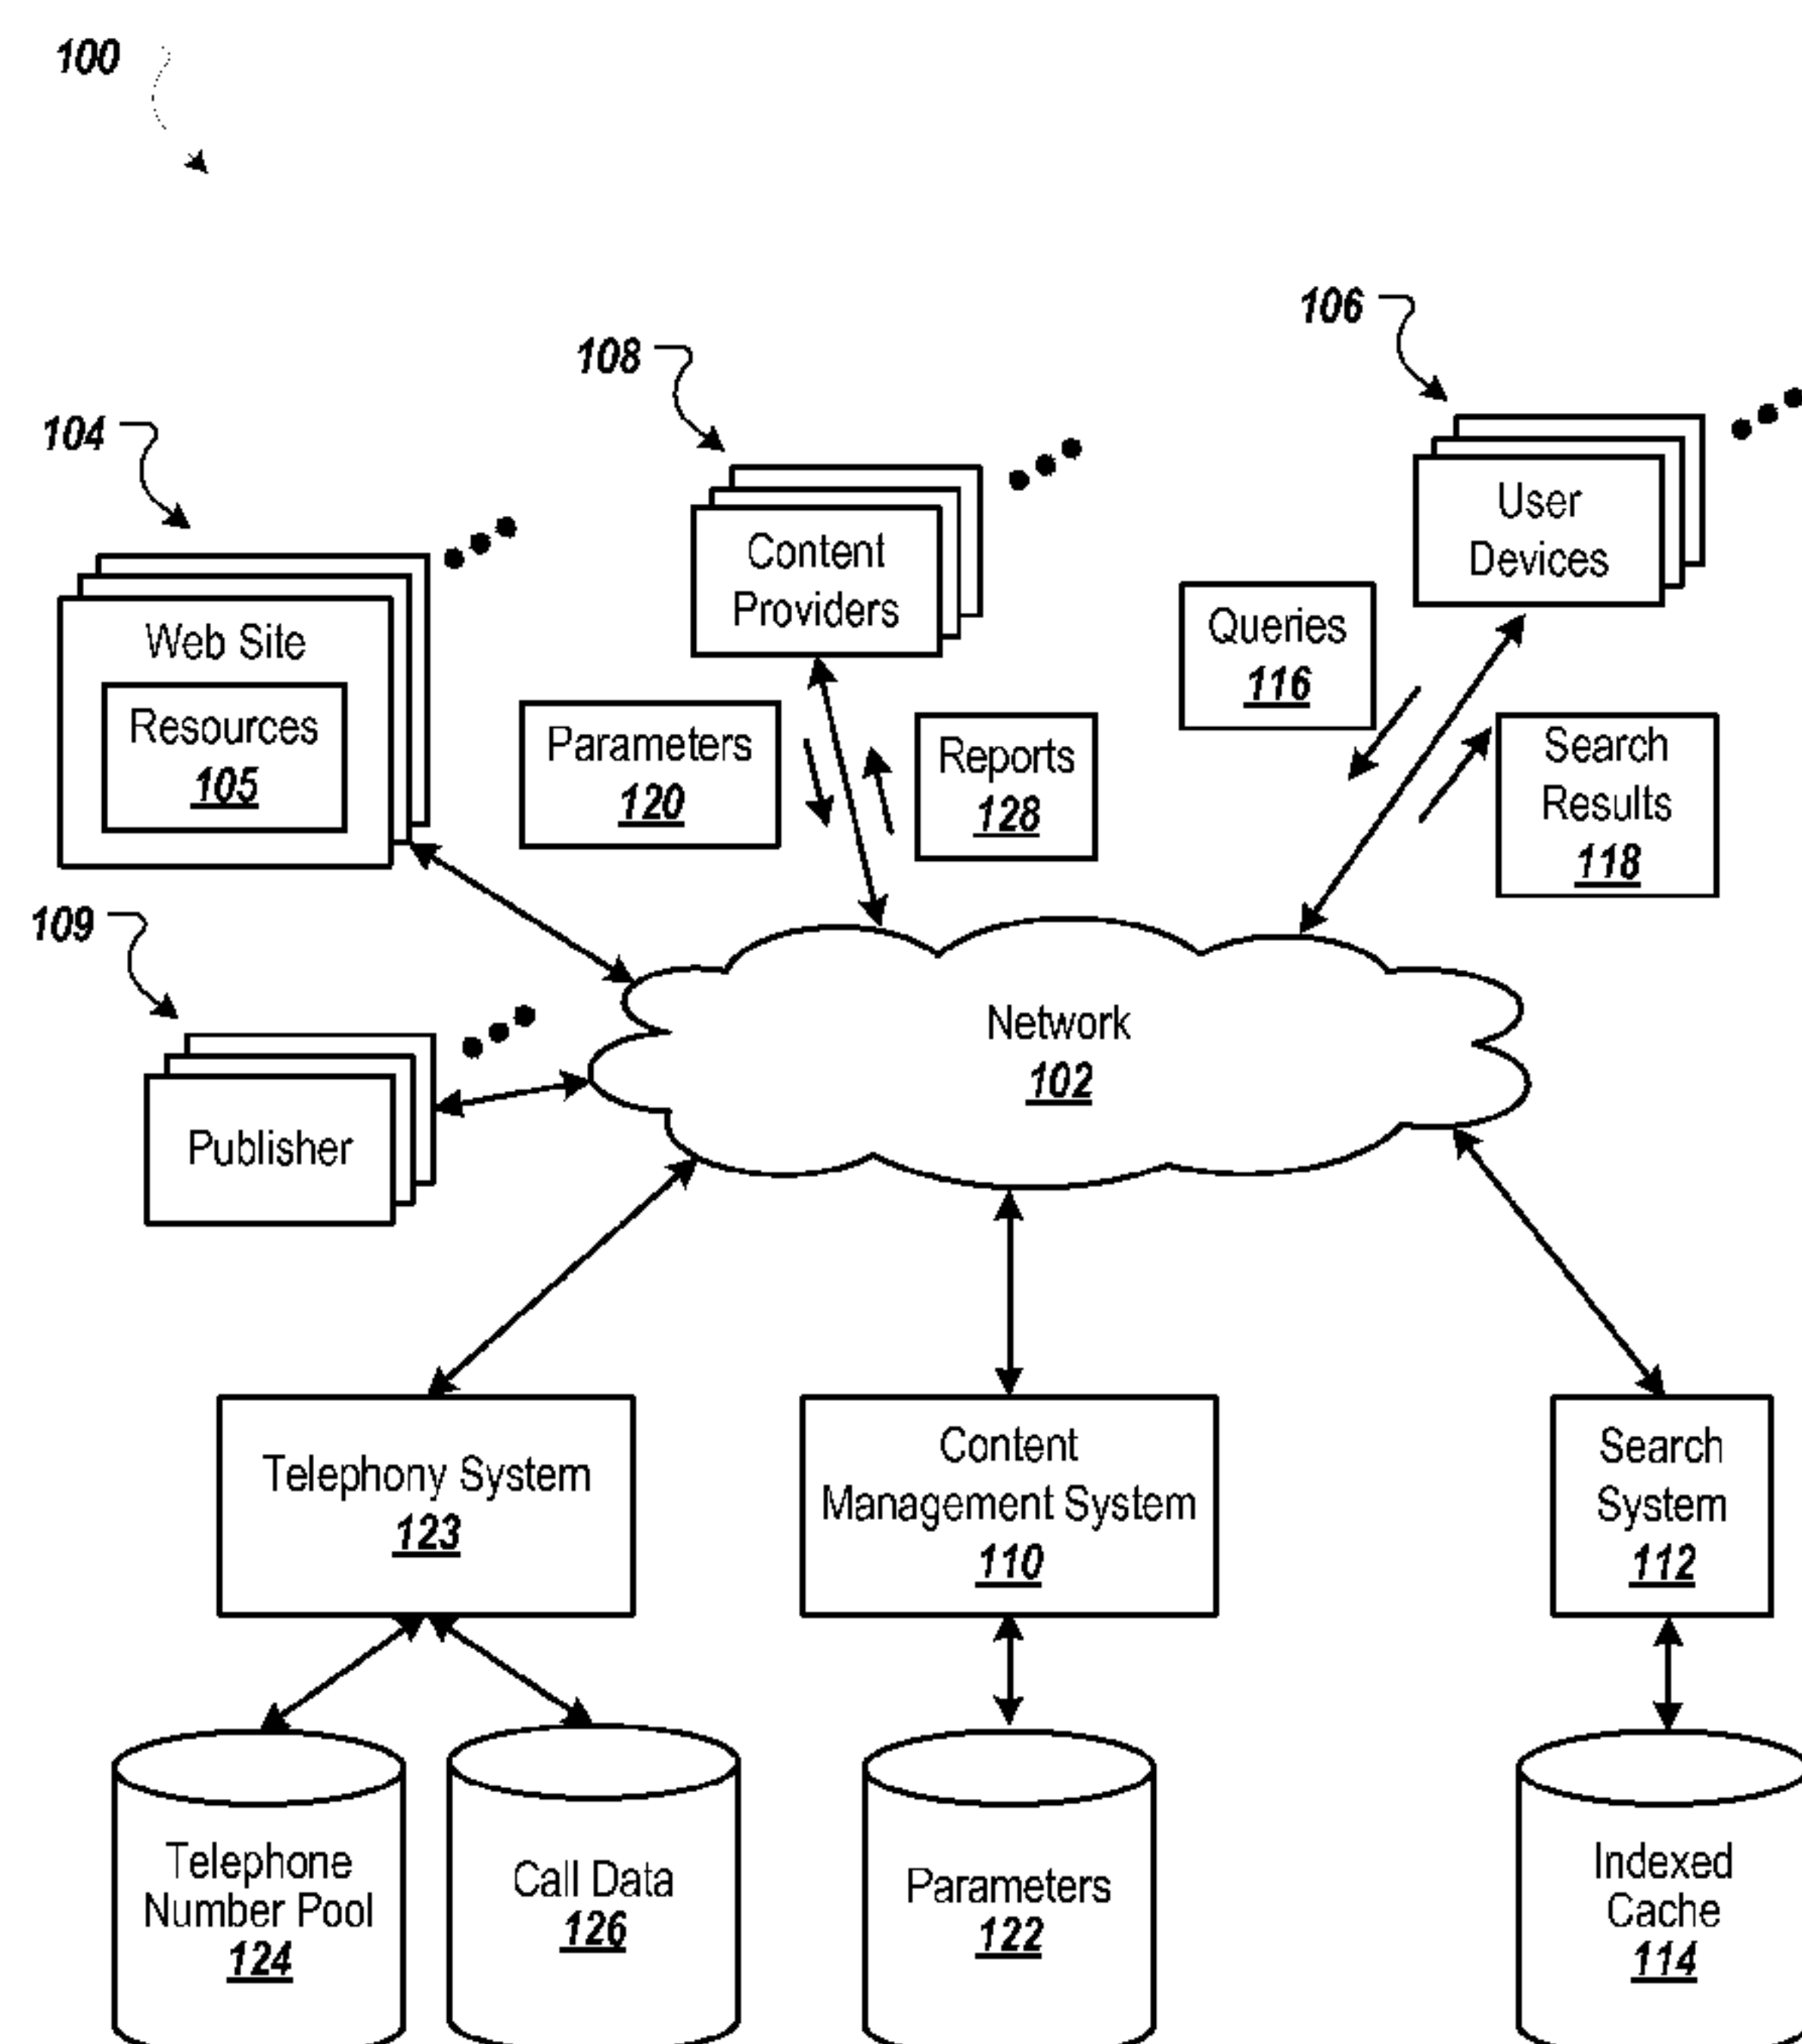 100
106
108
104
User
Devices
Content
Providers
Queries
116
Web Site
Resources
105
Parameters
120
Reports
128
Search
Results
118
109
Network
102
Publisher
Telephony System
123
Content
Management System
110
Search
System
112
Telephone
Number Pool
124
Call Data
126
Parameters
122
Indexed
Cache
114